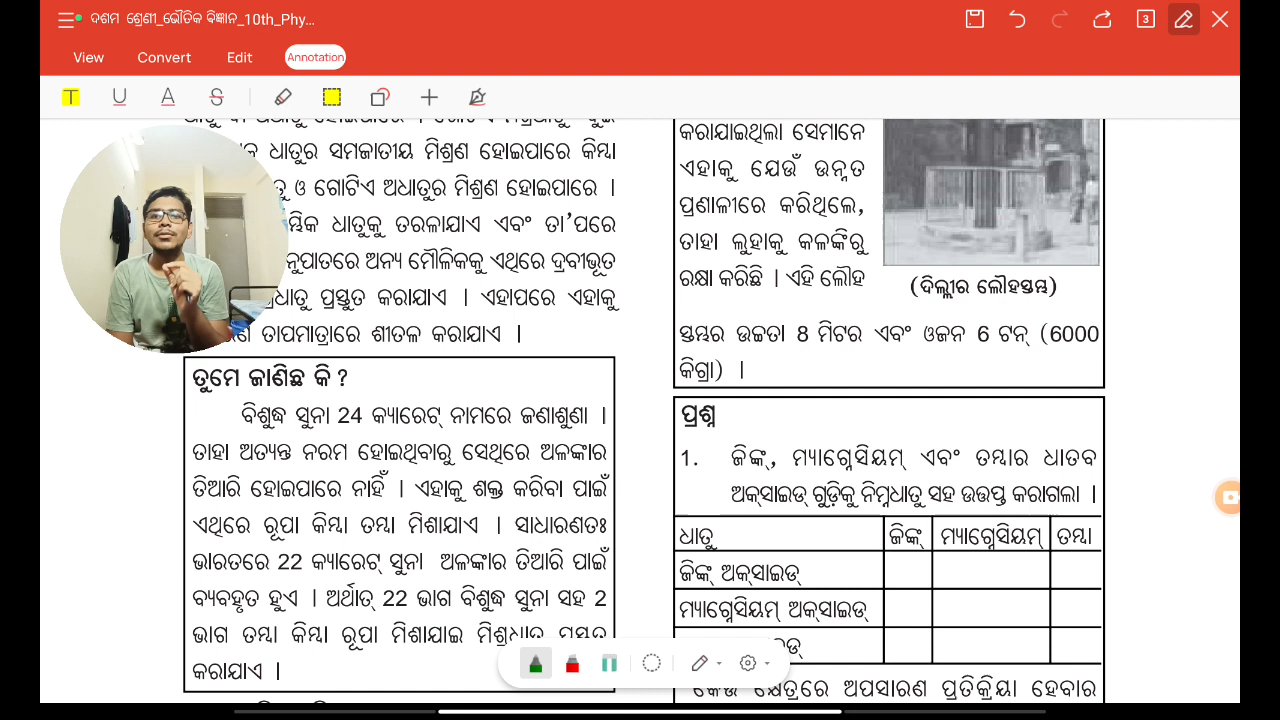 ଦଶମ ଶ୍ରେଣୀ_ଭୌତିକ ବିଜ୍ଞାନ_10th_Phy...
3
View Convert Edit Annotation
ଧାତୁର ସମଜାତୀୟ ମିଶ୍ରଣ ହୋଇପାରେ କିମ୍ବା
ଓ ଗୋଟିଏ ଅଧାତୁର ମିଶ୍ରଣ ହୋଇପାରେ ।
ଧାତୁକୁ ତରଳାଯାଏ ଏବଂ ତା’ପରେ
ଅନ୍ୟ ମୌଳିକକୁ ଏଥିରେ ଦ୍ରବୀଭୂତ
ପ୍ରସ୍ତୁତ କରାଯାଏ । ଏହାପରେ ଏହାକୁ
ତାପମାତ୍ରାରେ ଶୀତଳ କରାଯାଏ ।
ତୁମେ ଜାଣିଛ କି ?
ବିଶୁଦ୍ଧ ସୁନା 24 କ୍ୟାରେଟ୍ ନାମରେ ଜଣାଶୁଣା ।
ତାହା ଅତ୍ୟନ୍ତ ନରମ ହୋଇଥିବାରୁ ସେଥିରେ ଅଳଙ୍କାର
ତିଆରି ହୋଇପାରେ ନାହିଁ । ଏହାକୁ ଶକ୍ତ କରିବା ପାଇଁ
ଏଥିରେ ରୂପା କିମ୍ବା ତମ୍ବା ମିଶାଯାଏ । ସାଧାରଣତଃ
ଭାରତରେ 22 କ୍ୟାରେଟ୍ ସୁନା ଅଳଙ୍କାର ତିଆରି ପାଇଁ
ବ୍ୟବହୃତ ହୁଏ । ଅର୍ଥାତ୍ 22 ଭାଗ ବିଶୁଦ୍ଧ ସୁନା ସହ 2
ଭାଗ ତମ୍ବା କିମ୍ବା ରୂପା ମିଶାଯାଇ ମିଶ୍ରଧାତୁ ପ୍ରସ୍ତୁତ
କରାଯାଏ ।
କରାଯାଇଥିଲା ସେମାନେ
ଏହାକୁ ଯେଉଁ ଉନ୍ନତ
ପ୍ରଣାଳୀରେ କରିଥିଲେ,
ତାହା ଲୁହାକୁ କଳଙ୍କିରୁ
ରକ୍ଷା କରିଛି । ଏହି ଲୌହ
(ଦିଲ୍ଲୀର ଲୌହସ୍ତମ୍ଭ)
ସ୍ତମ୍ଭର ଉଚ୍ଚତା 8 ମିଟର ଏବଂ ଓଜନ 6 ଟନ୍ (6000
କିଗ୍ରା) ।
ପ୍ରଶ୍ନ
1. ଜିଙ୍କ୍, ମ୍ୟାଗ୍ନେସିୟମ୍ ଏବଂ ତମ୍ବାର ଧାତବ
ଅକ୍ସାଇଡ୍ ଗୁଡ଼ିକୁ ନିମ୍ନଧାତୁ ସହ ଉତ୍ତପ୍ତ କରାଗଲା ।
ଧାତୁ ଜିଙ୍କ୍ ମ୍ୟାଗ୍ନେସିୟମ୍ ତମ୍ବା
ଜିଙ୍କ୍ ଅକ୍ସାଇଡ୍
ମ୍ୟାଗ୍ନେସିୟମ୍ ଅକ୍ସାଇଡ୍
କେଉଁ କ୍ଷେତ୍ରରେ ଅପସାରଣ ପ୍ରତିକ୍ରିୟା ହେବାର